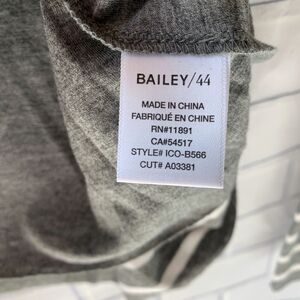 BAILEY/44
MADE IN CHINA
FABRIQUÉ EN CHINE
RN#11891
CA#54517
STYLE# ICO-B566
CUT# A03381